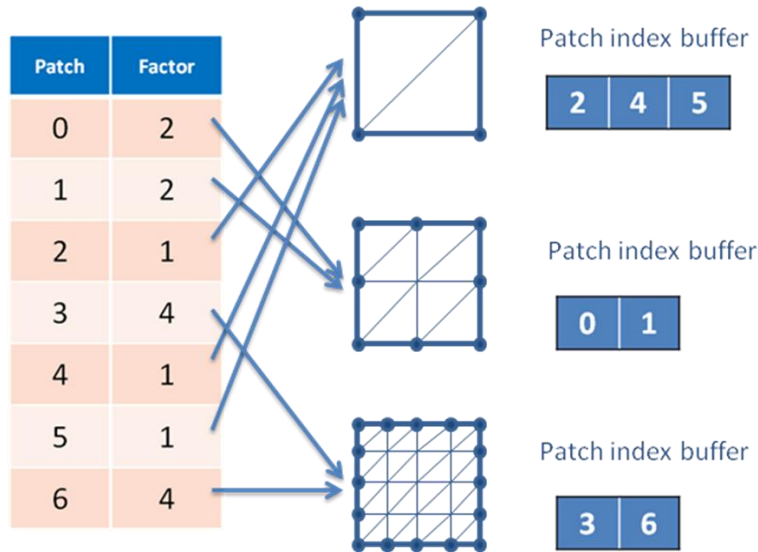 Patch Factor
0 2
1 2
2 1
3 4
4 1
5 1
6 4
Patch index buffer
2 4 5
Patch index buffer
0 1
Patch index buffer
3 6